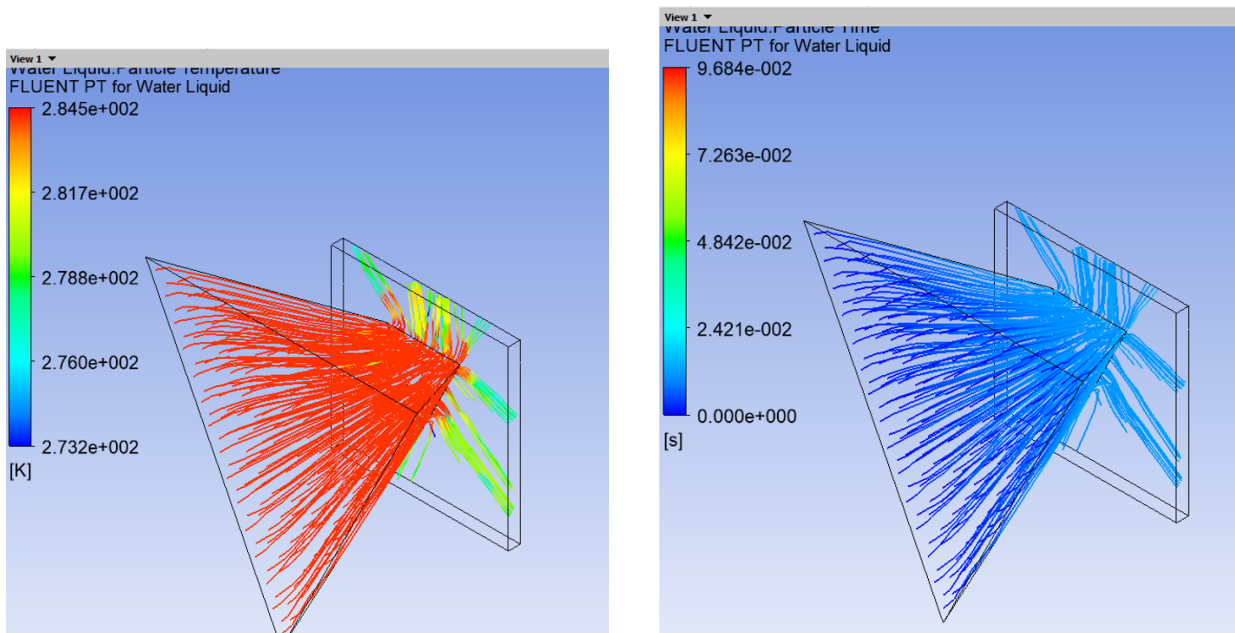 View 1
Water Liquid.Particle Temperature
FLUENT PT for Water Liquid
2.845e+002
2.817e+002
2.788e+002
2.760e+002
2.732e+002
[K]
View 1
Water Liquid.Particle Time
FLUENT PT for Water Liquid
9.684e-002
7.263e-002
4.842e-002
2.421e-002
0.000e+000
[s]